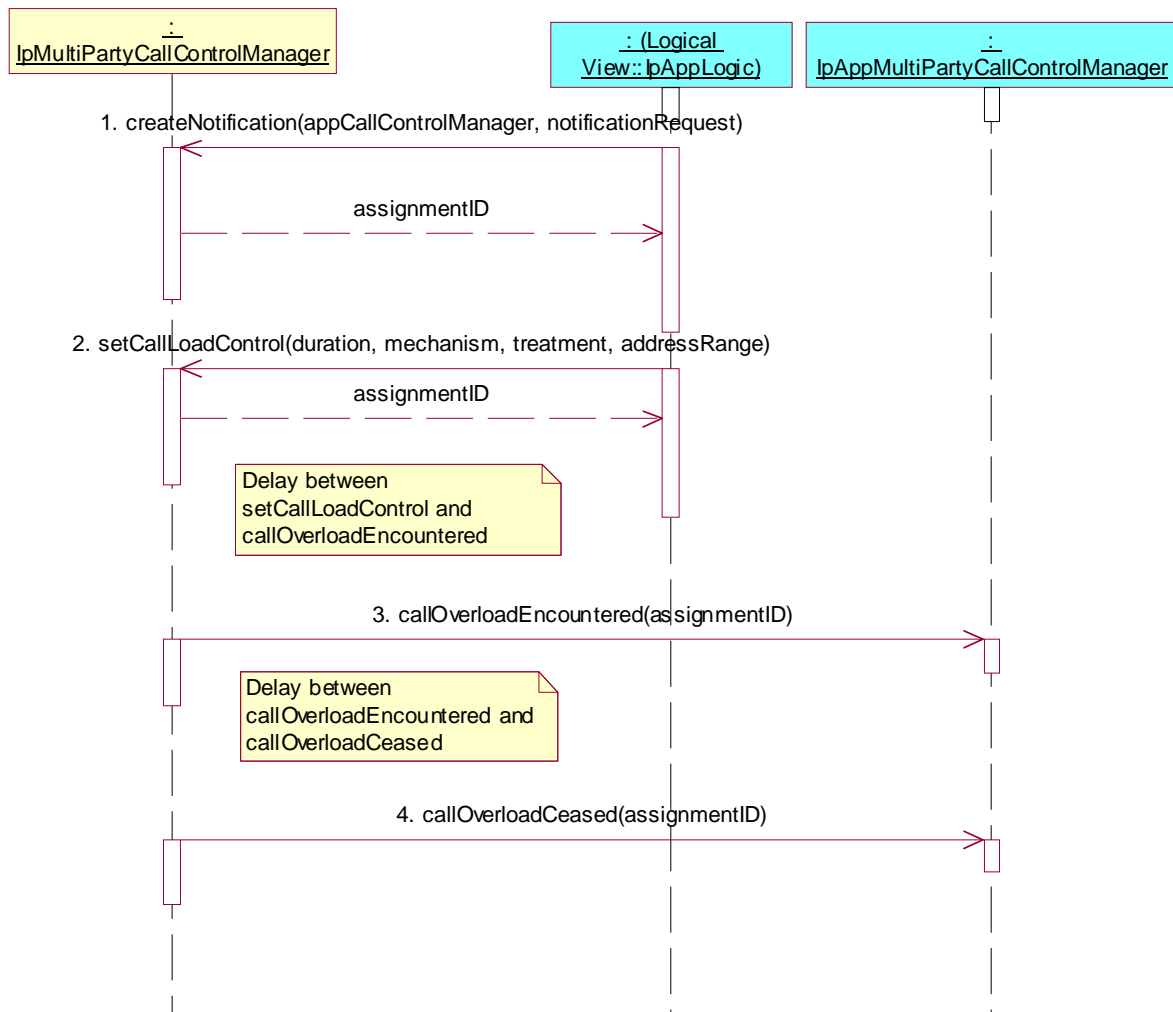 :
IpMultiPartyCallControlManager
: (Logical
View::IpAppLogic)
:
IpAppMultiPartyCallControlManager
1. createNotification(appCallControlManager, notificationRequest)
assignmentID
2. setCallLoadControl(duration, mechanism, treatment, addressRange)
assignmentID
Delay between
setCallLoadControl and
callOverloadEncountered
3. callOverloadEncountered(assignmentID)
Delay between
callOverloadEncountered and
callOverloadCeased
4. callOverloadCeased(assignmentID)